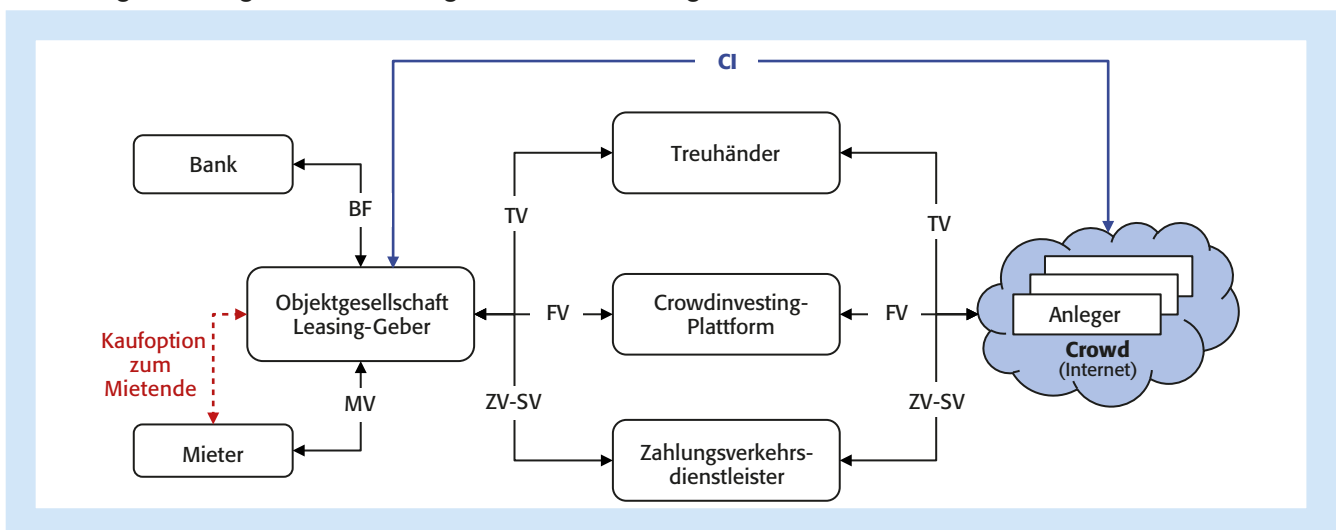 CI
Bank
Treuhänder
BF
TV
TV
Objektgesellschaft
Leasing-Geber
FV
Crowdinvesting-
Plattform
FV
Anleger
Crowd
(Internet)
Kaufoption
zum
Mietende
MV
ZV-SV
ZV-SV
Mieter
Zahlungsverkehrs-
dienstleister